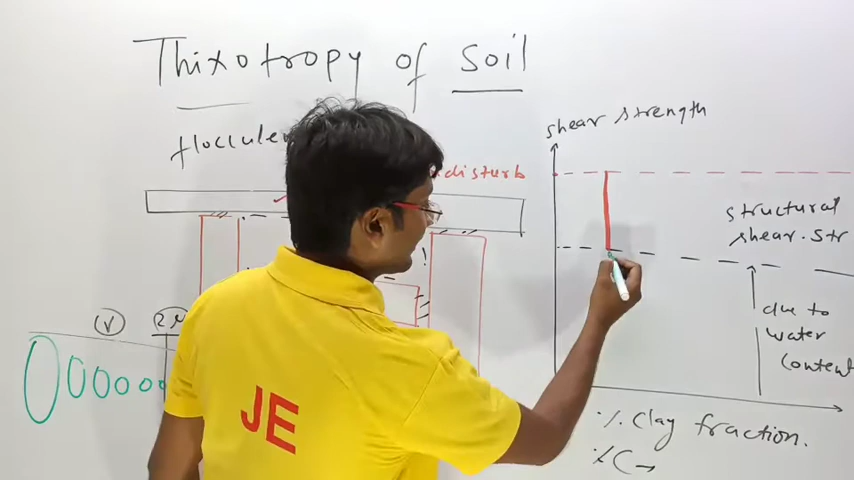 Thixotropy of Soil
disturb
V
JE
shear strength
structural
shear. Str
due to
water
Content
% Clay fraction.
% C →